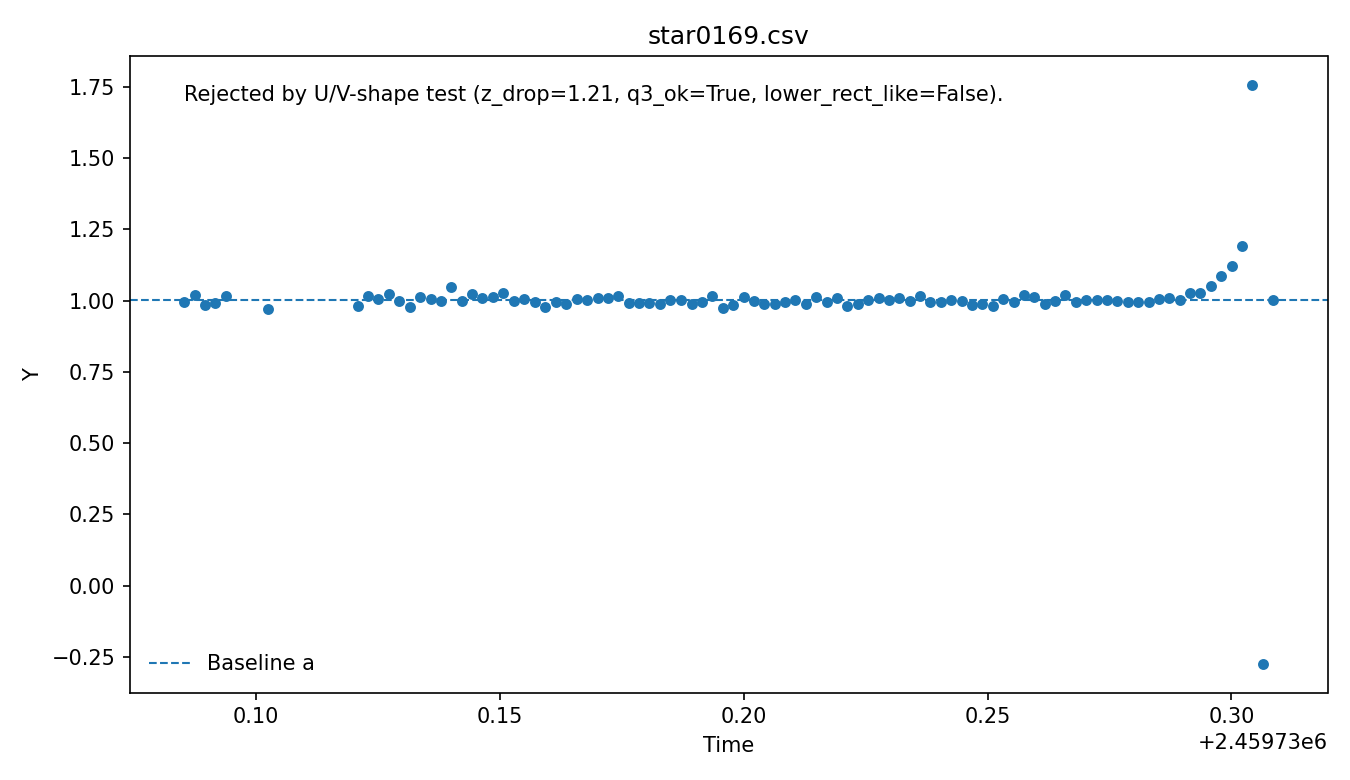 star0169.csv
Rejected by U/V-shape test (z_drop=1.21, q3_ok=True, lower_rect_like=False).
1.75
1.50
1.25
1.00
0.75
0.50
0.25
0.00
−0.25
Y
Baseline a
0.10 0.15 0.20 0.25 0.30
Time
+2.45973e6